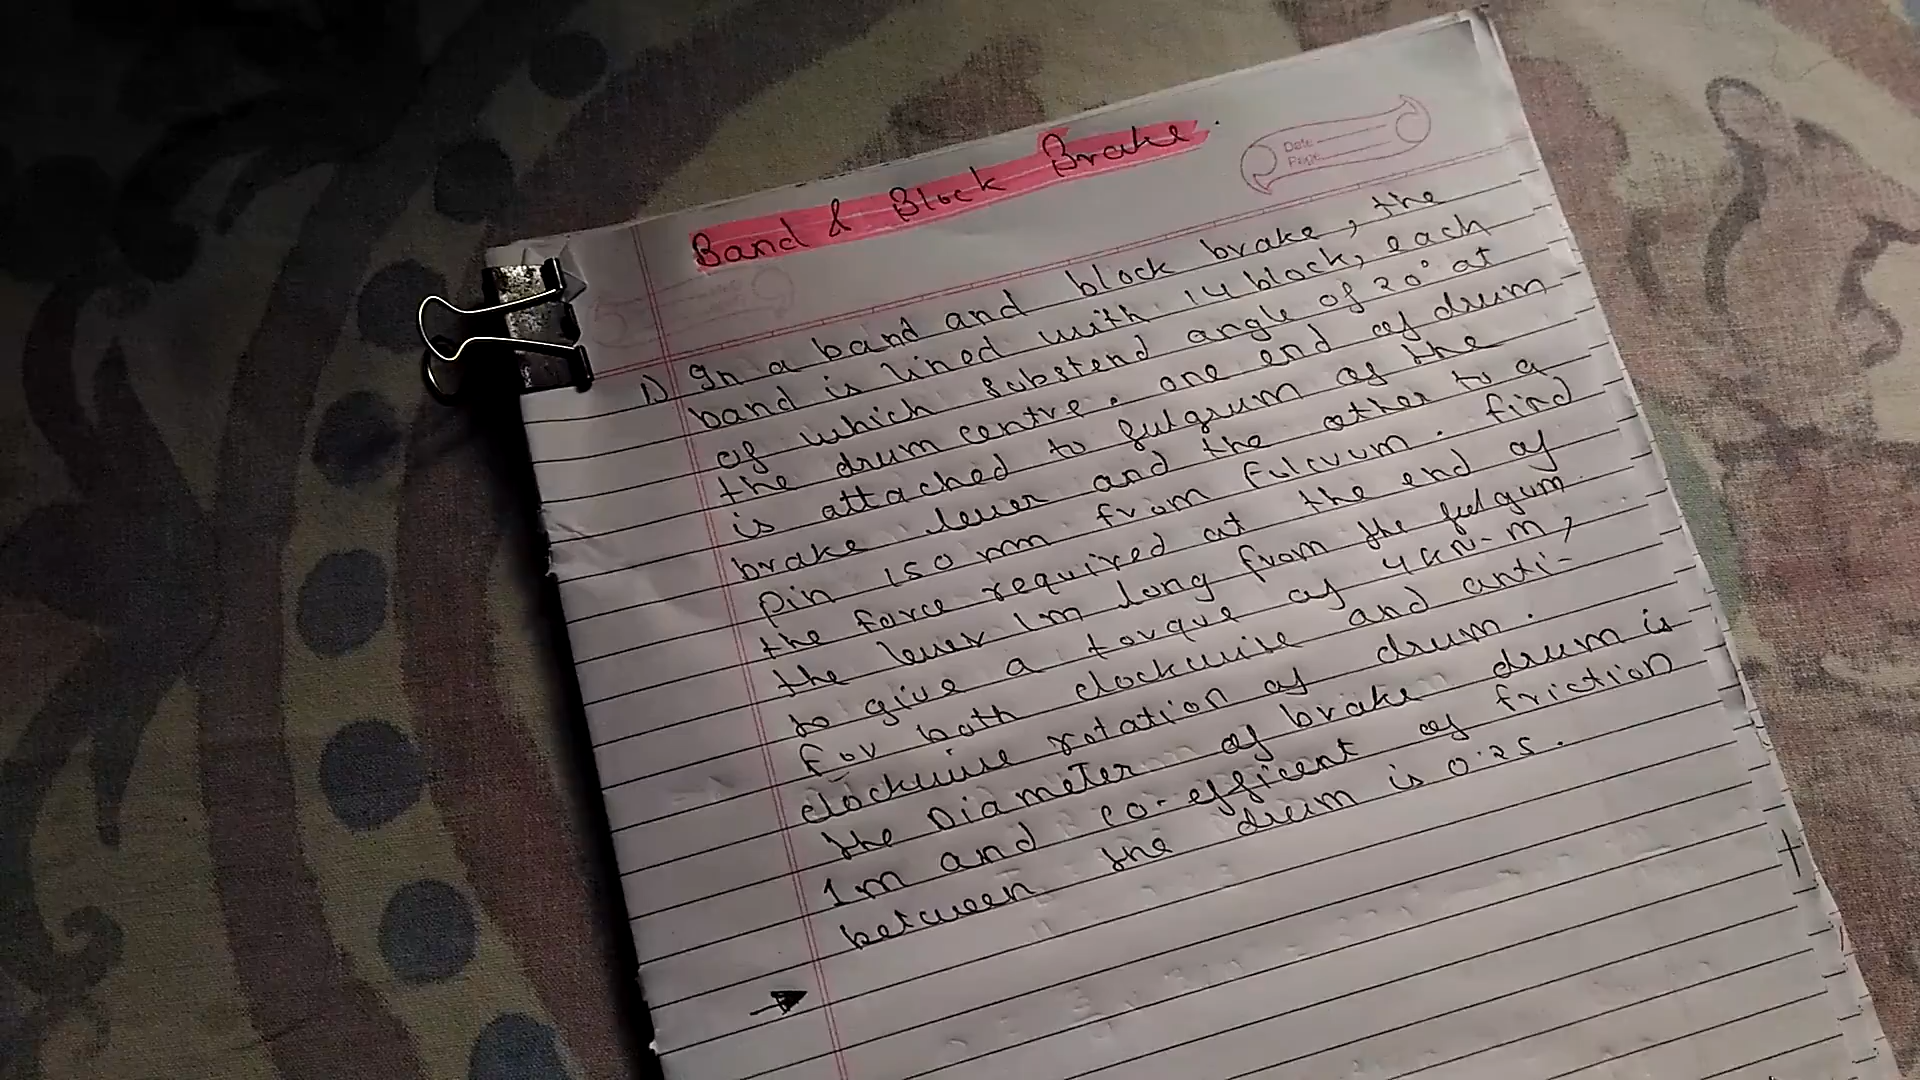 Band & Block Brake.
Date
Page
1) In a band and block brake, the
band is lined with 14 block, each
of which substend angle of 20° at
the drum centre. one end of drum
is attached to fulgrum of the
brake lever and the other to a
pin 150 mm from fulcrum. find
the force required at the end of
the lever 1m long from the fulgum
to give a torque of 4 kN-m,
for both clockwise and anti-
clockwise rotation of drum.
the Diameter of brake drum is
1m and co-efficent of friction
between the drum is 0.25.